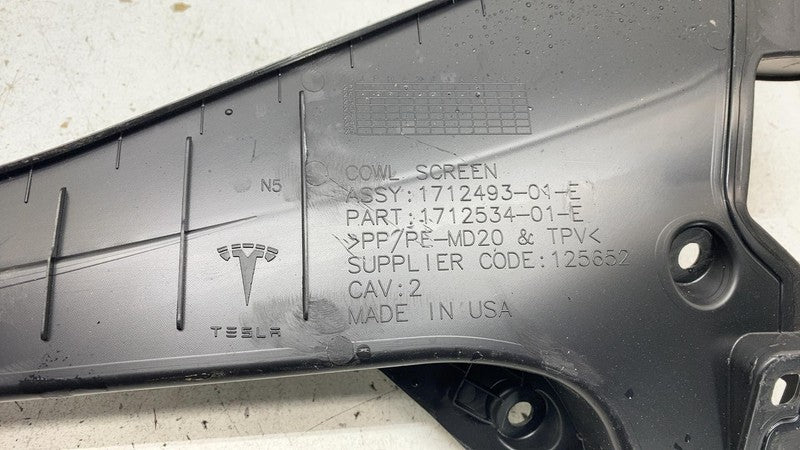 COWL SCREEN
ASSY:1712493-01-E
PART:1712534-01-E
>PP/PE-MD20 & TPV<
SUPPLIER CODE:125652
CAV:2
MADE IN USA
N5
TESLA